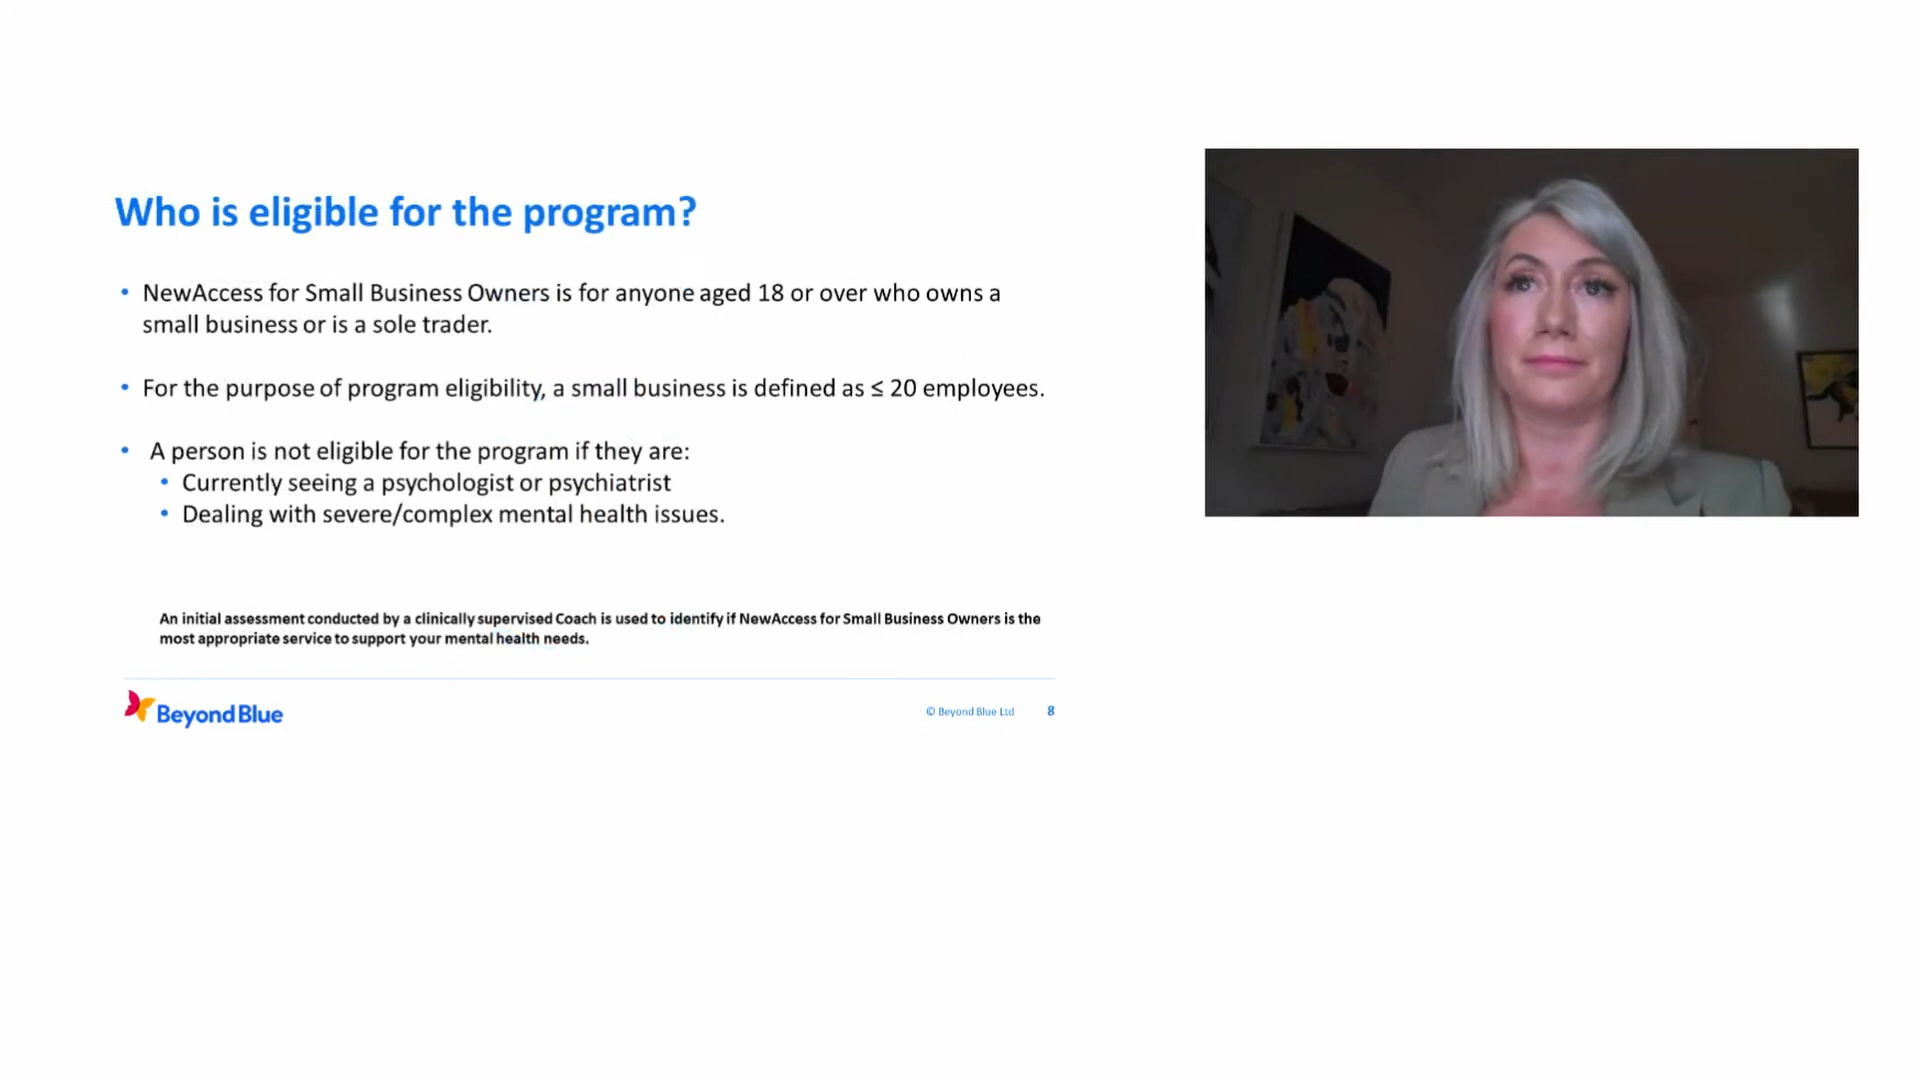 Who is eligible for the program?
• NewAccess for Small Business Owners is for anyone aged 18 or over who owns a
small business or is a sole trader.
• For the purpose of program eligibility, a small business is defined as ≤ 20 employees.
• A person is not eligible for the program if they are:
• Currently seeing a psychologist or psychiatrist
• Dealing with severe/complex mental health issues.
An initial assessment conducted by a clinically supervised Coach is used to identify if NewAccess for Small Business Owners is the
most appropriate service to support your mental health needs.
Beyond Blue
© Beyond Blue Ltd 8